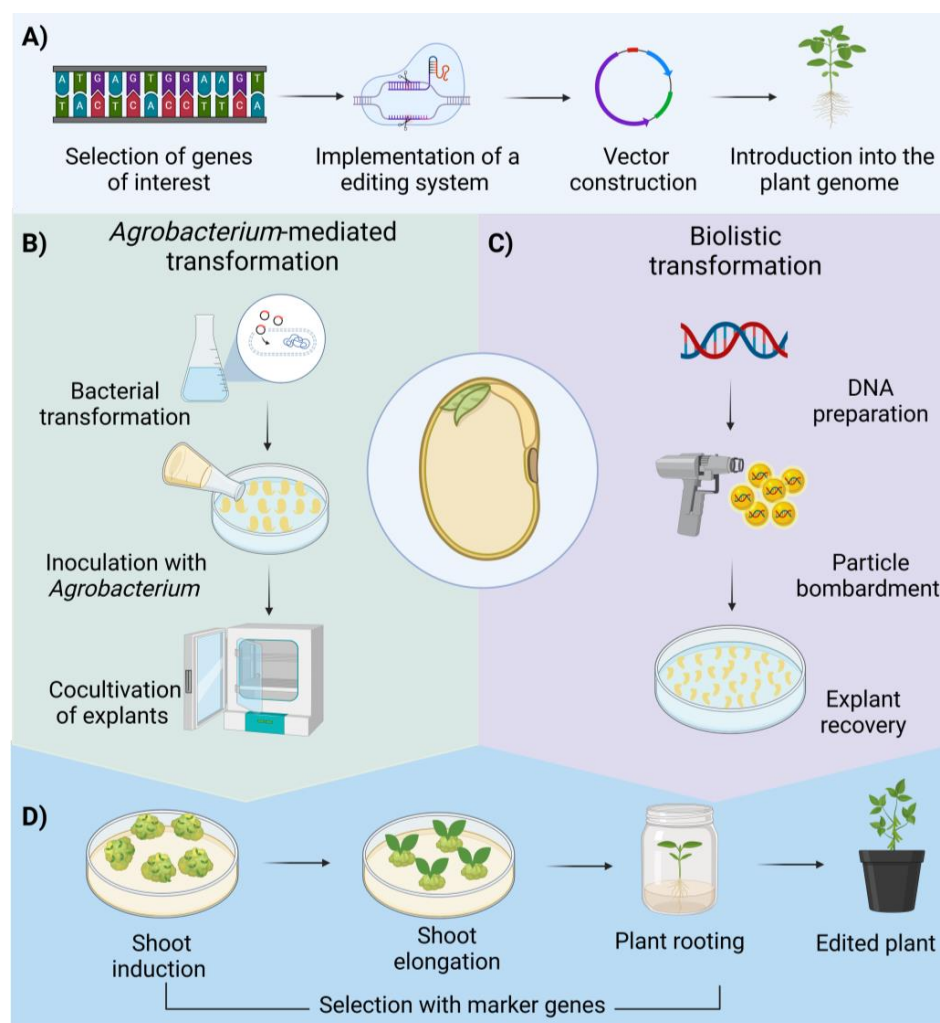 A)
A T G A G T G G A A G T
T A C T C A C C T T C A
Selection of genes
of interest
Implementation of a
editing system
Vector
construction
Introduction into the
plant genome
B)
Agrobacterium-mediated
transformation
Bacterial
transformation
Inoculation with
Agrobacterium
Cocultivation
of explants
C)
Biolistic
transformation
DNA
preparation
Particle
bombardment
Explant
recovery
D)
Shoot
induction
Shoot
elongation
Plant rooting
Edited plant
Selection with marker genes